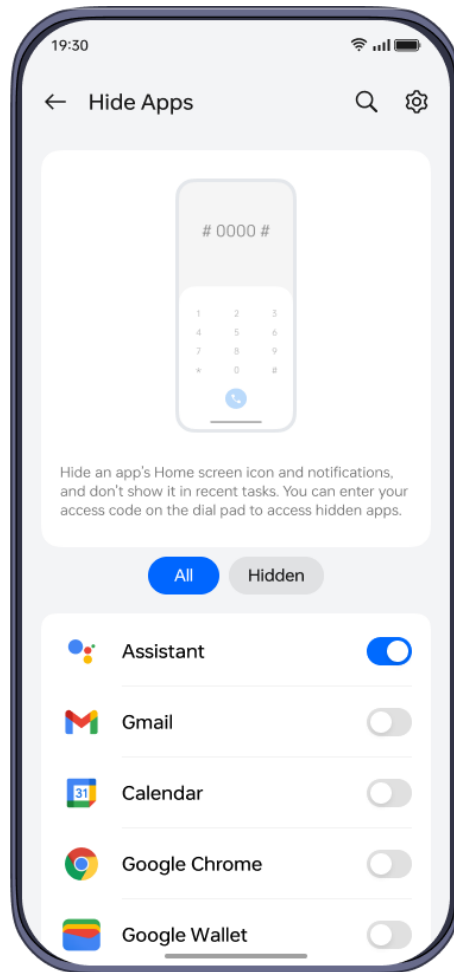 19:30
Hide Apps
# 0000 #
1 2 3
4 5 6
7 8 9
* 0 #
Hide an app's Home screen icon and notifications,
and don't show it in recent tasks. You can enter your
access code on the dial pad to access hidden apps.
All Hidden
Assistant
Gmail
31
Calendar
Google Chrome
Google Wallet